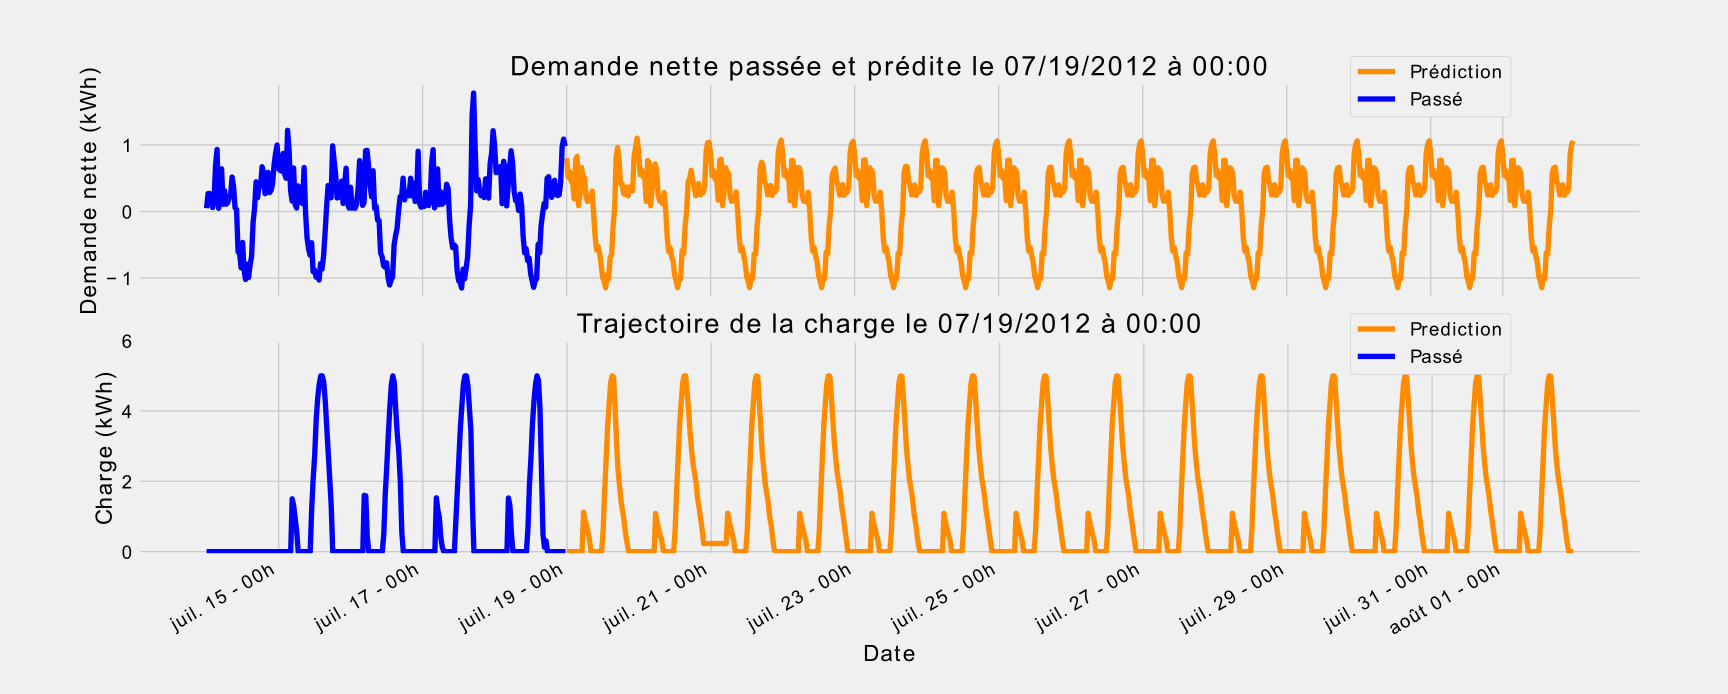 Demande nette passée et prédite le 07/19/2012 à 00:00
Prédiction
Passé
Demande nette (kWh)
1
0
−1
Trajectoire de la charge le 07/19/2012 à 00:00
Prediction
Passé
Charge (kWh)
6
4
2
0
juil. 15 - 00h
juil. 17 - 00h
juil. 19 - 00h
juil. 21 - 00h
juil. 23 - 00h
juil. 25 - 00h
juil. 27 - 00h
juil. 29 - 00h
juil. 31 - 00h
août 01 - 00h
Date